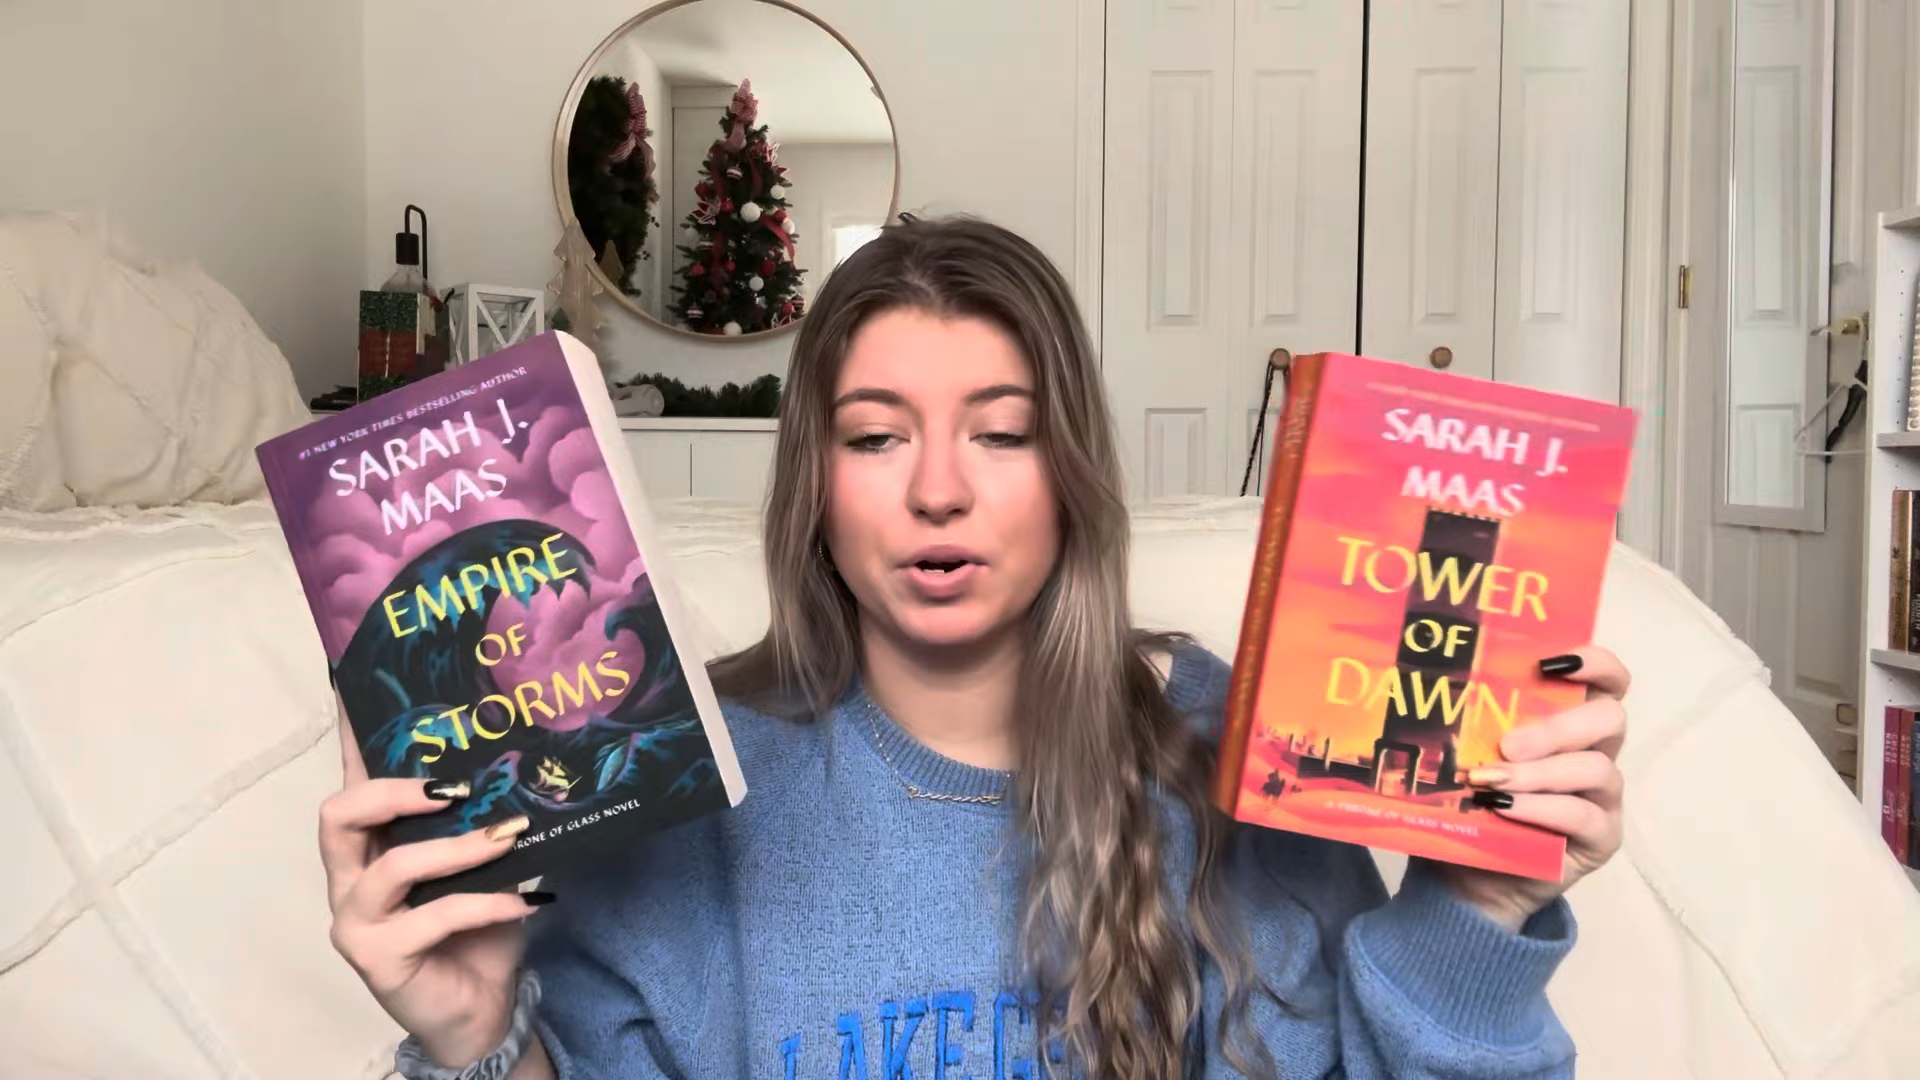 #1 NEW YORK TIMES BESTSELLING AUTHOR
SARAH J.
MAAS
EMPIRE
OF
STORMS
THRONE OF GLASS NOVEL
SARAH J.
MAAS
TOWER
OF
DAWN
A THRONE OF GLASS NOVEL
LAKE G